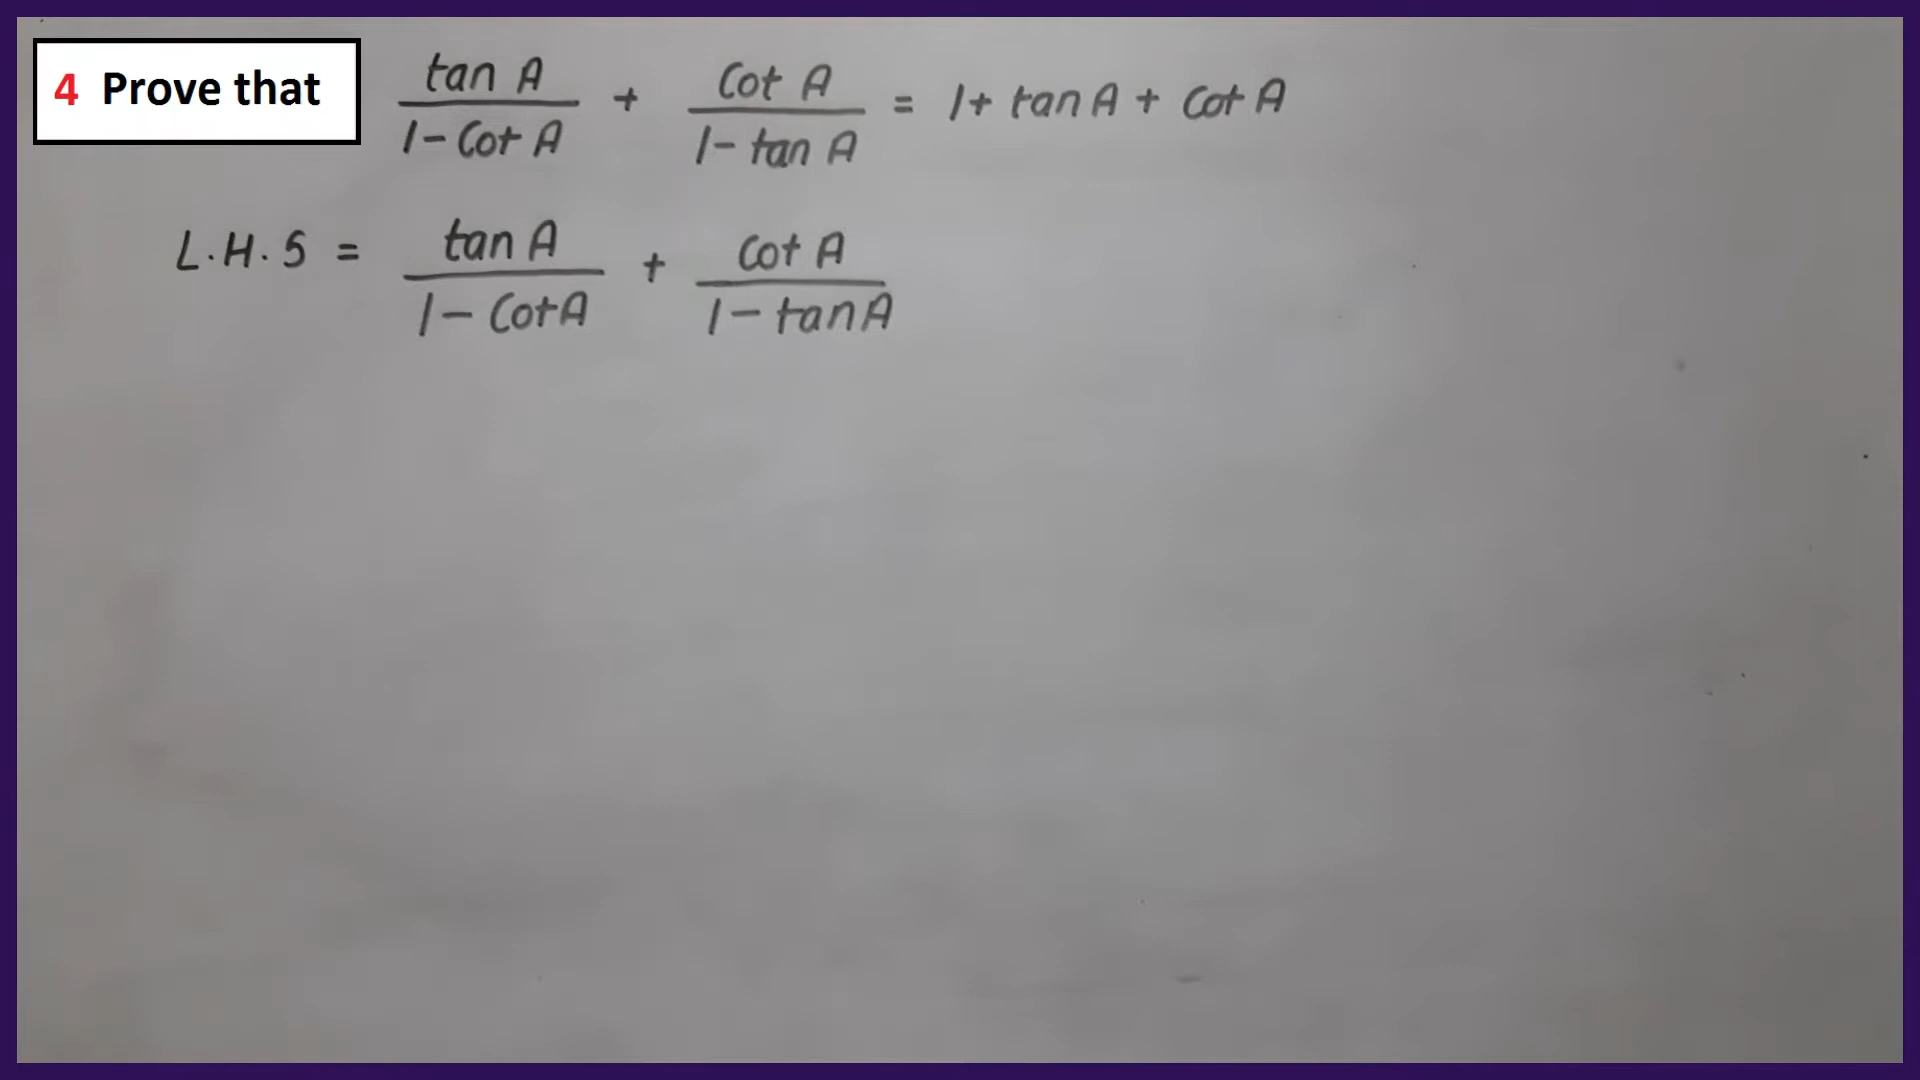 4 Prove that tan A / 1 - Cot A + Cot A / 1 - tan A = 1 + tan A + Cot A
L.H.S = tan A / 1 - Cot A + Cot A / 1 - tan A